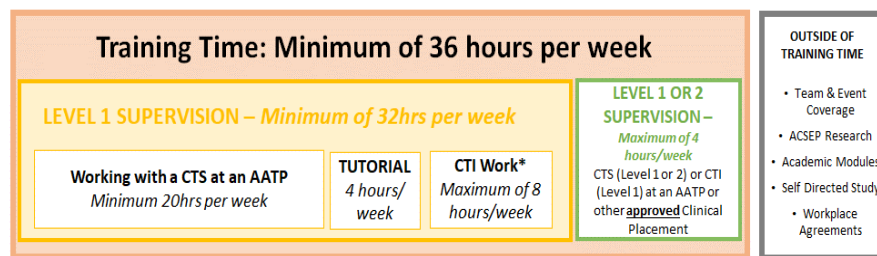 Training Time: Minimum of 36 hours per week
LEVEL 1 SUPERVISION – Minimum of 32hrs per week
Working with a CTS at an AATP
Minimum 20hrs per week
TUTORIAL
4 hours/
week
CTI Work*
Maximum of 8
hours/week
LEVEL 1 OR 2
SUPERVISION –
Maximum of 4
hours/week
CTS (Level 1 or 2) or CTI
(Level 1) at an AATP or
other approved Clinical
Placement
OUTSIDE OF
TRAINING TIME
• Team & Event
Coverage
• ACSEP Research
• Academic Modules
• Self Directed Study
• Workplace
Agreements